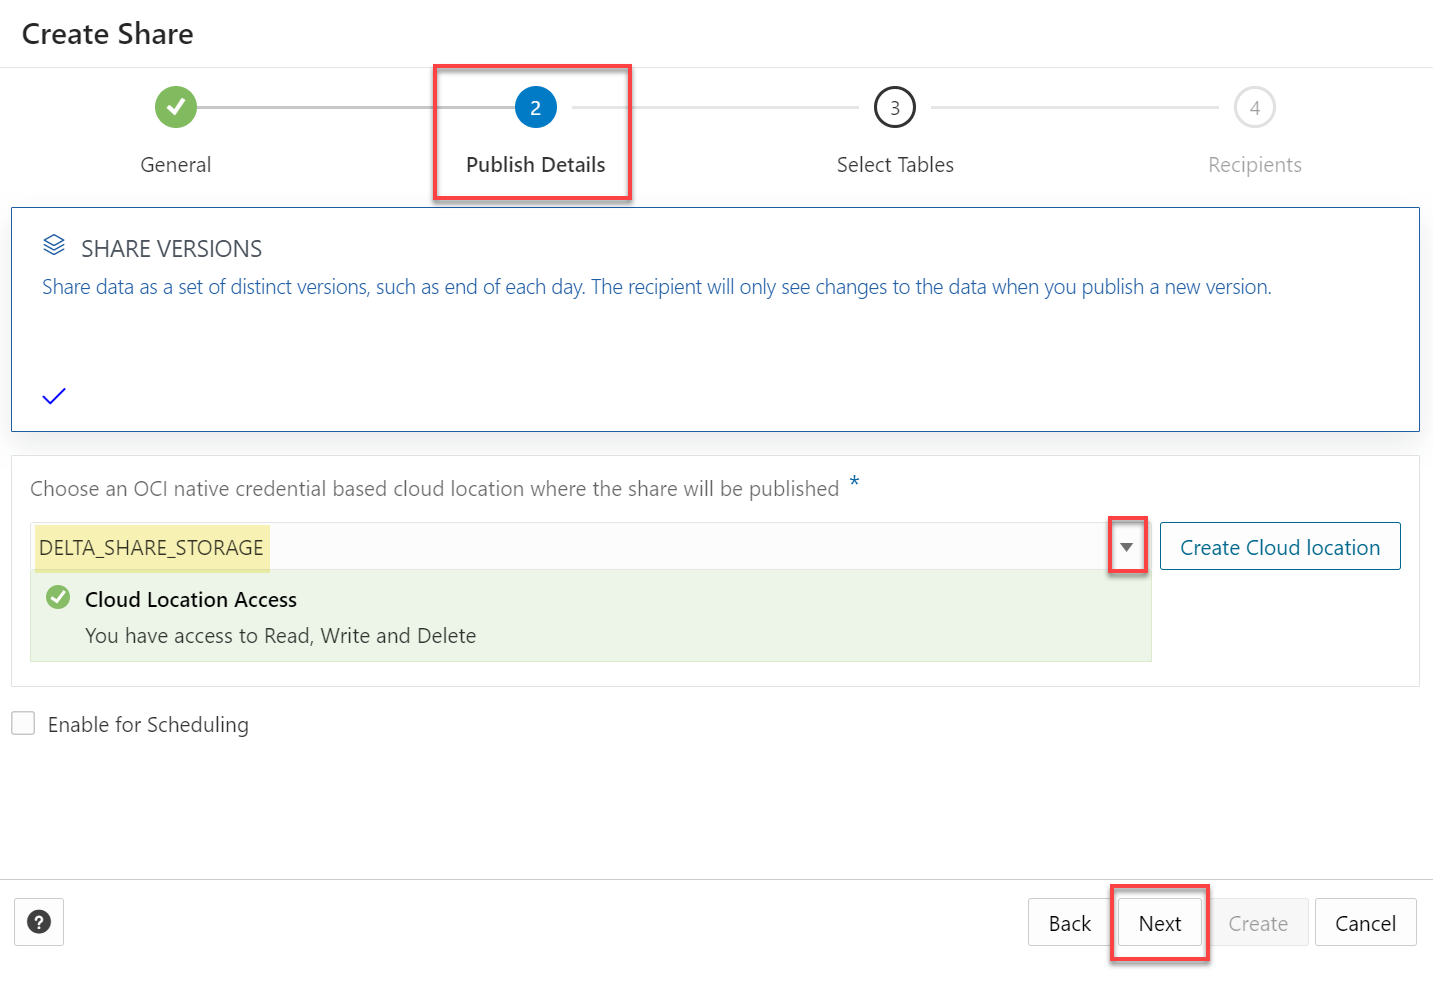 Create Share
2
3
4
General
Publish Details
Select Tables
Recipients
SHARE VERSIONS
Share data as a set of distinct versions, such as end of each day. The recipient will only see changes to the data when you publish a new version.
Choose an OCI native credential based cloud location where the share will be published *
DELTA_SHARE_STORAGE
Create Cloud location
Cloud Location Access
You have access to Read, Write and Delete
Enable for Scheduling
?
Back
Next
Create
Cancel